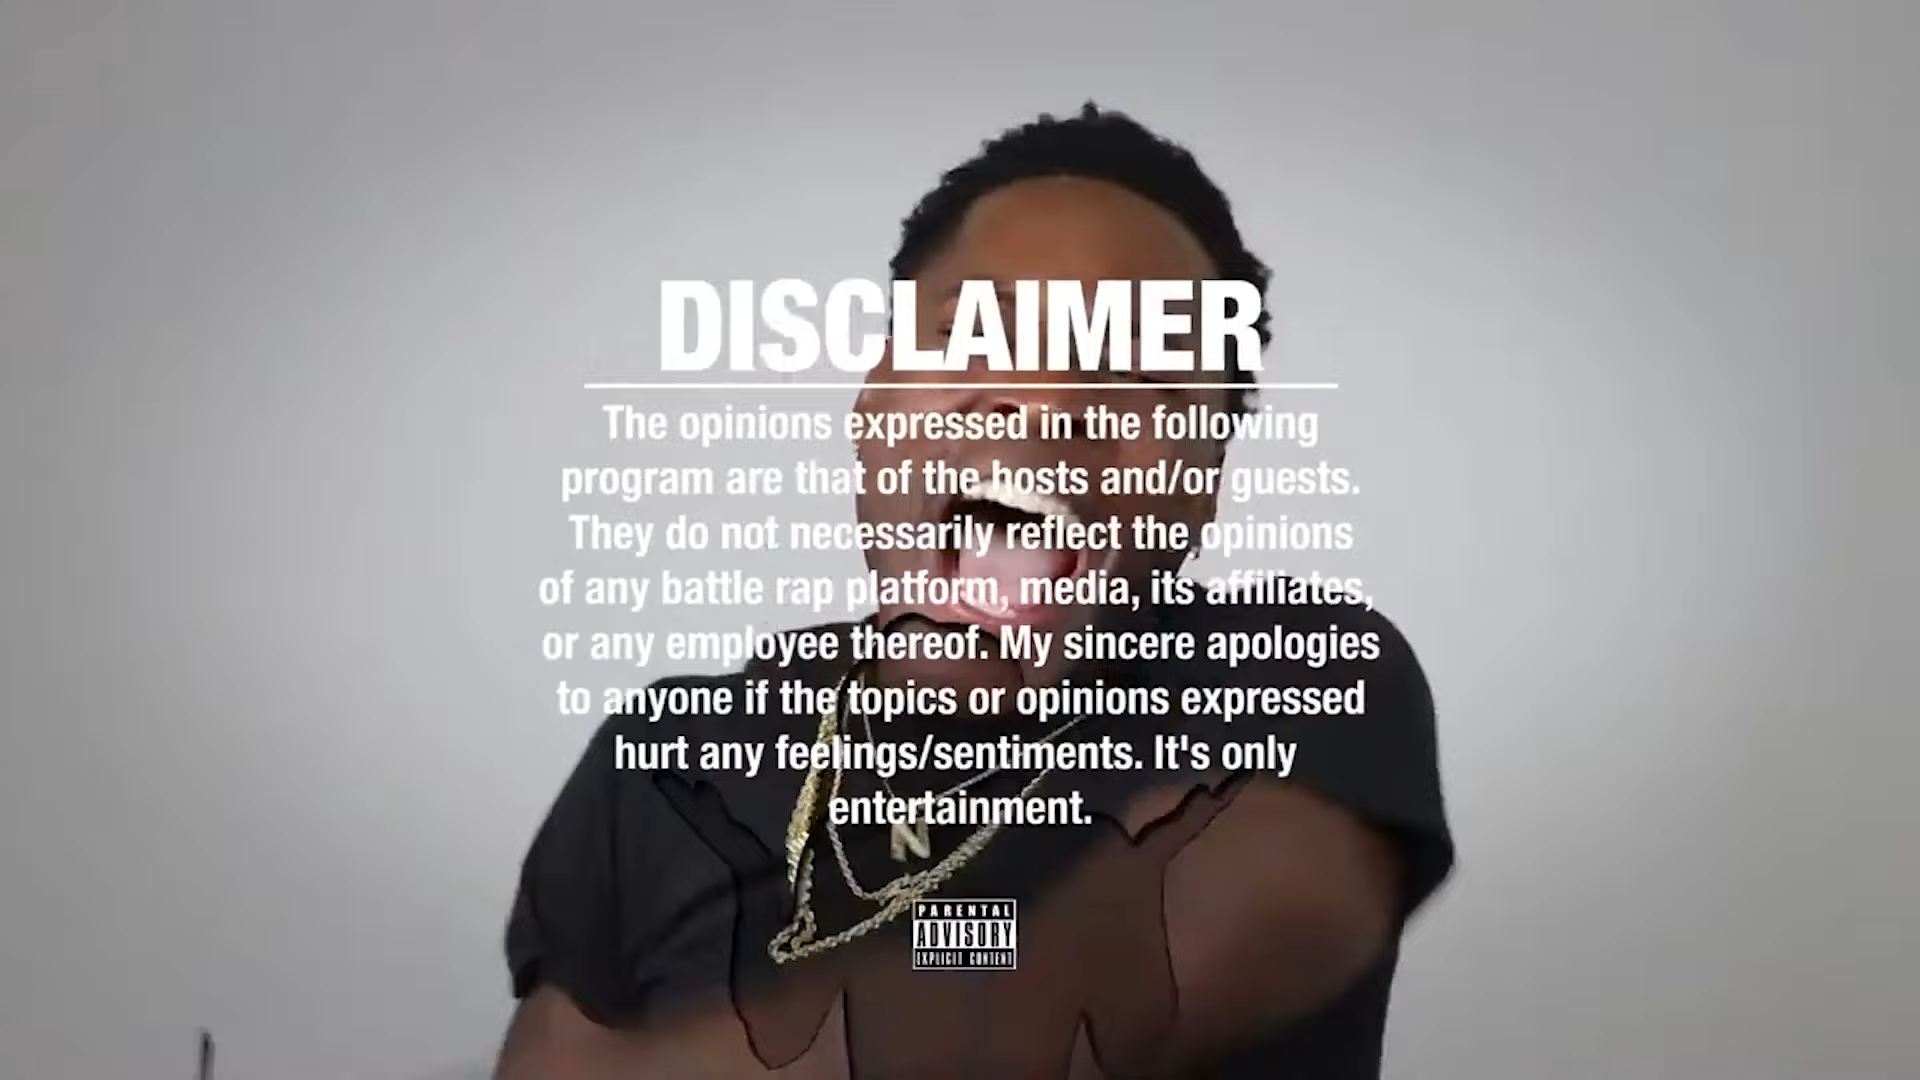 DISCLAIMER
The opinions expressed in the following
program are that of the hosts and/or guests.
They do not necessarily reflect the opinions
of any battle rap platform, media, its affiliates,
or any employee thereof. My sincere apologies
to anyone if the topics or opinions expressed
hurt any feelings/sentiments. It's only
entertainment.
N
PARENTAL
ADVISORY
EXPLICIT CONTENT